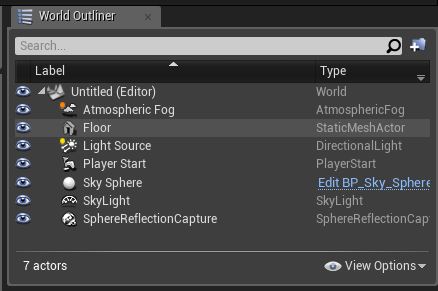 World Outliner
Search...
Label Type
Untitled (Editor) World
Atmospheric Fog AtmosphericFog
Floor StaticMeshActor
Light Source DirectionalLight
Player Start PlayerStart
Sky Sphere Edit BP_Sky_Sphere
SkyLight SkyLight
SphereReflectionCapture SphereReflectionCapt
7 actors View Options